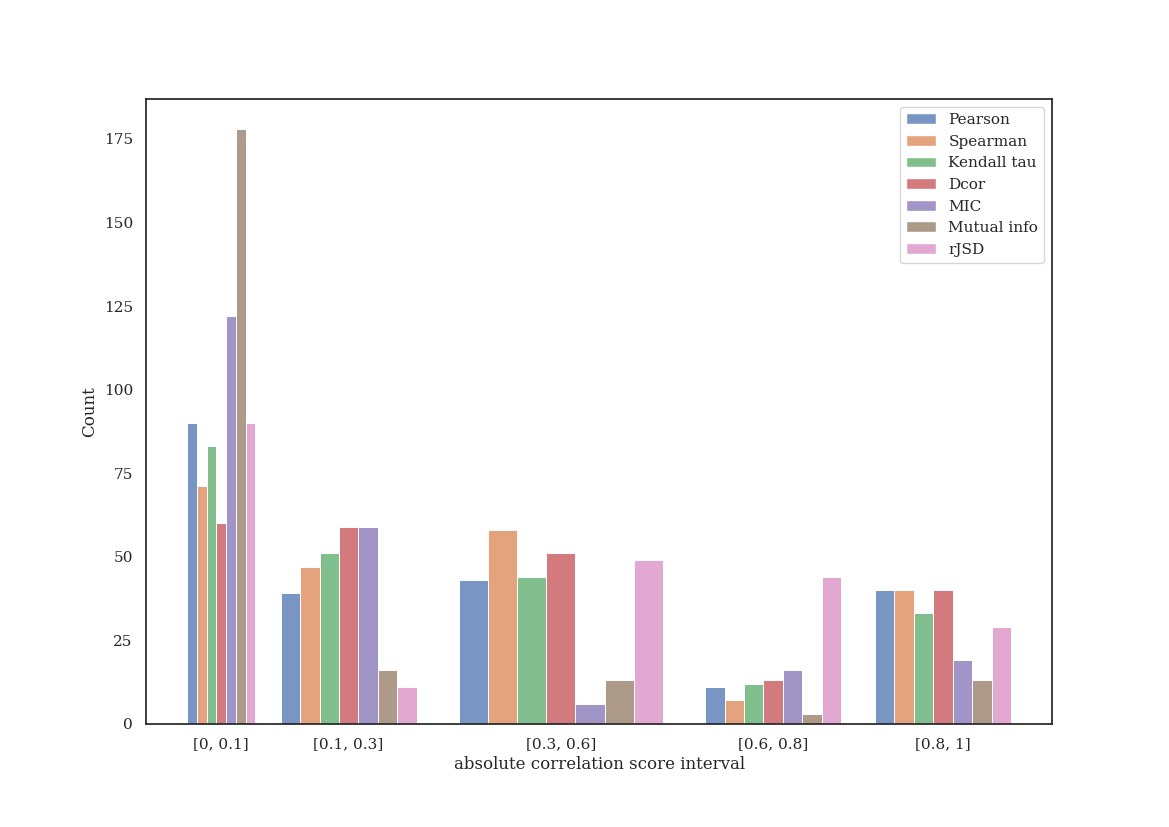 Pearson
Spearman
Kendall tau
Dcor
MIC
Mutual info
rJSD
175
150
125
100
75
50
25
0
Count
[0, 0.1]
[0.1, 0.3]
[0.3, 0.6]
[0.6, 0.8]
[0.8, 1]
absolute correlation score interval